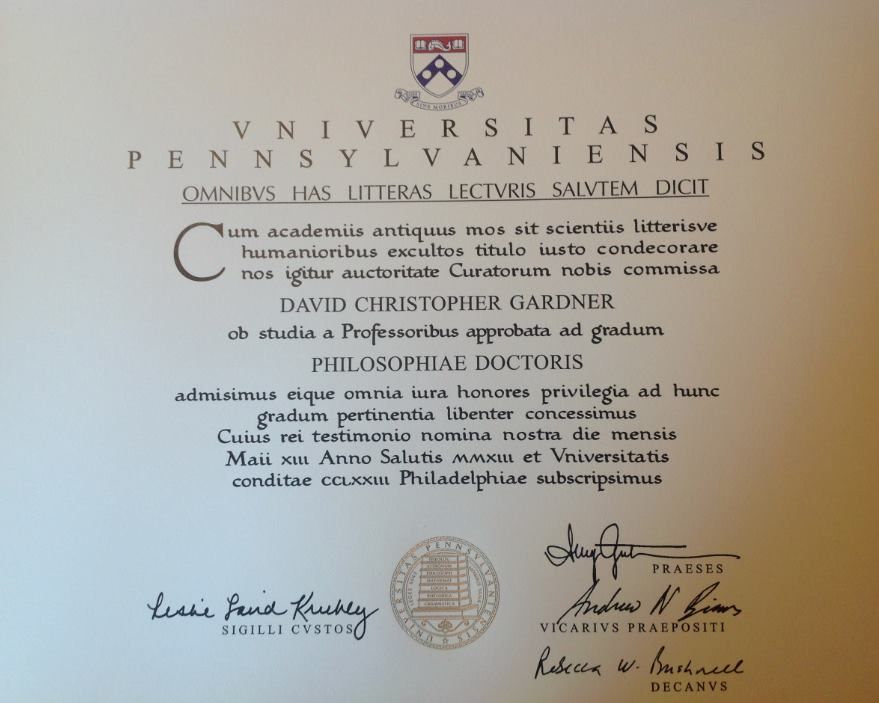 VNIVERSITAS
PENNSYLVANIENSIS
OMNIBVS HAS LITTERAS LECTVRIS SALVTEM DICIT
Cum academiis antiquus mos sit scientiis litterisve
humanioribus excultos titulo iusto condecorare
nos igitur auctoritate Curatorum nobis commissa
DAVID CHRISTOPHER GARDNER
ob studia a Professoribus approbata ad gradum
PHILOSOPHIAE DOCTORIS
admisimus eique omnia iura honores privilegia ad hunc
gradum pertinentia libenter concessimus
Cuius rei testimonio nomina nostra die mensis
Maii XIII Anno Salutis MMXIII et Vniversitatis
conditae CCLXXIII Philadelphiae subscripsimus
PRAESES
Leslie Laird Kruhly
SIGILLI CVSTOS
Andrew N Binns
VICARIVS PRAEPOSITI
Rebecca W. Bushnell
DECANVS